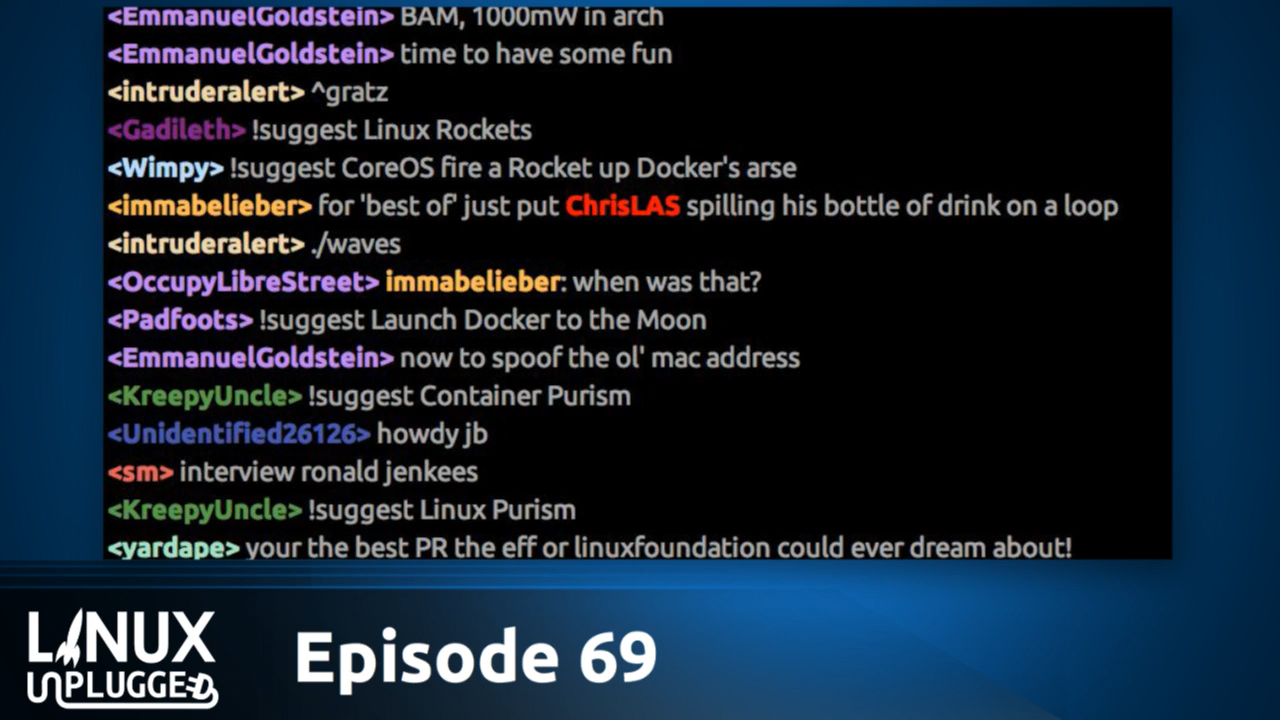 <EmmanuelGoldstein> BAM, 1000mW in arch
<EmmanuelGoldstein> time to have some fun
<intruderalert> ^gratz
<Gadileth> !suggest Linux Rockets
<Wimpy> !suggest CoreOS fire a Rocket up Docker's arse
<immabelieber> for 'best of' just put ChrisLAS spilling his bottle of drink on a loop
<intruderalert> ./waves
<OccupyLibreStreet> immabelieber: when was that?
<Padfoots> !suggest Launch Docker to the Moon
<EmmanuelGoldstein> now to spoof the ol' mac address
<KreepyUncle> !suggest Container Purism
<Unidentified26126> howdy jb
<sm> interview ronald jenkees
<KreepyUncle> !suggest Linux Purism
<yardape> your the best PR the eff or linuxfoundation could ever dream about!
LINUX
UNPLUGGED
Episode 69